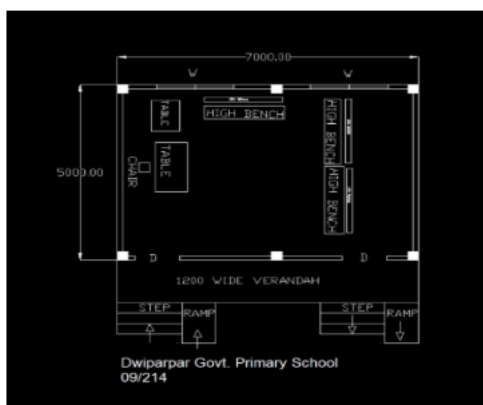 7000.00
W W
TABLE HIGH BENCH HIGH BENCH
5000.00 CHAIR TABLE HIGH BENCH
D D
1200 WIDE VERANDAH
STEP RAMP STEP RAMP
Dwiparpar Govt. Primary School
09/214